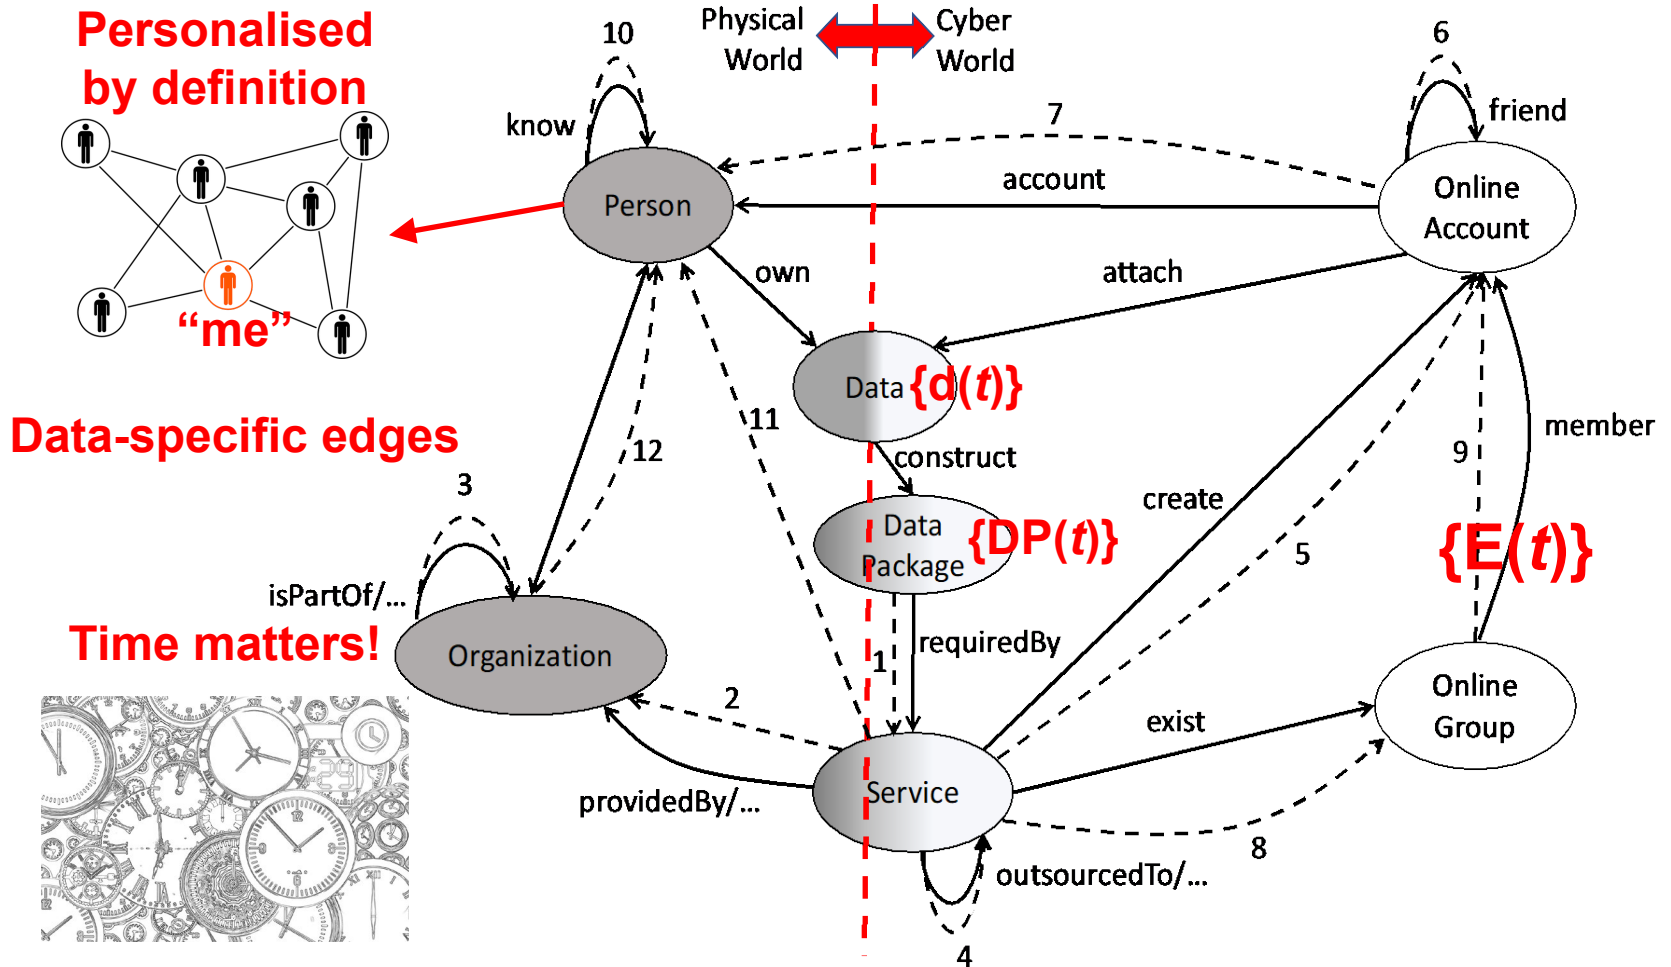 Personalised
by definition
“me”
Data-specific edges
Time matters!
Physical
World
Cyber
World
10
know
6
friend
7
account
Person
Online
Account
own
attach
Data
{d(t)}
11
12
construct
member
9
3
create
Data
Package
{DP(t)}
{E(t)}
5
isPartOf/...
requiredBy
1
Organization
2
Online
Group
exist
providedBy/...
Service
8
outsourcedTo/...
4